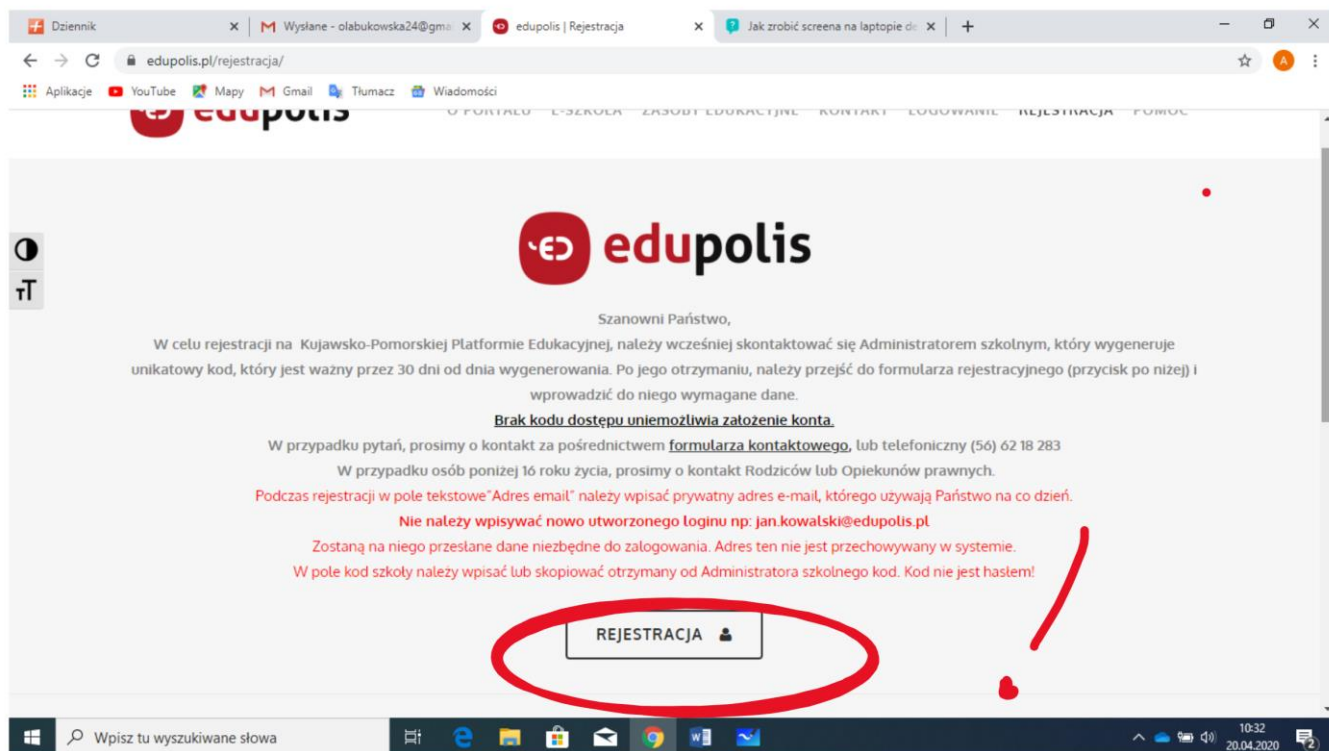 Dziennik
Wysłane - olabukowska24@gma
edupolis | Rejestracja
Jak zrobić screena na laptopie de
edupolis.pl/rejestracja/
A
Aplikacje YouTube Mapy Gmail Tłumacz Wiadomości
edupolis O PORTALU E-SZKOŁA ZASOBY EDUKACYJNE KONTAKT LOGOWANIE REJESTRACJA POMOC
edupolis
Szanowni Państwo,
W celu rejestracji na Kujawsko-Pomorskiej Platformie Edukacyjnej, należy wcześniej skontaktować się Administratorem szkolnym, który wygeneruje
unikatowy kod, który jest ważny przez 30 dni od dnia wygenerowania. Po jego otrzymaniu, należy przejść do formularza rejestracyjnego (przycisk po niżej) i
wprowadzić do niego wymagane dane.
Brak kodu dostępu uniemożliwia założenie konta.
W przypadku pytań, prosimy o kontakt za pośrednictwem formularza kontaktowego, lub telefoniczny (56) 62 18 283
W przypadku osób poniżej 16 roku życia, prosimy o kontakt Rodziców lub Opiekunów prawnych.
Podczas rejestracji w pole tekstowe"Adres email" należy wpisać prywatny adres e-mail, którego używają Państwo na co dzień.
Nie należy wpisywać nowo utworzonego loginu np: jan.kowalski@edupolis.pl
Zostaną na niego przesłane dane niezbędne do zalogowania. Adres ten nie jest przechowywany w systemie.
W pole kod szkoły należy wpisać lub skopiować otrzymany od Administratora szkolnego kod. Kod nie jest hasłem!
REJESTRACJA
Wpisz tu wyszukiwane słowa
10:32
20.04.2020
2